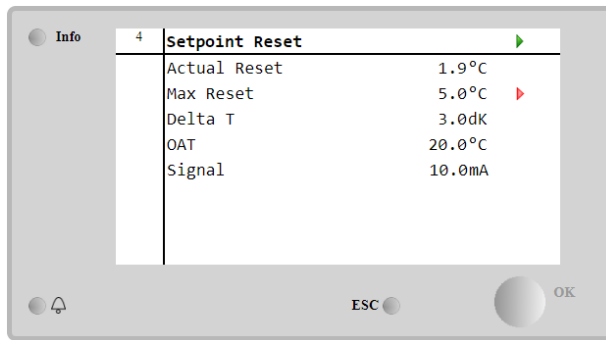 Info
4 Setpoint Reset
Actual Reset 1.9°C
Max Reset 5.0°C
Delta T 3.0dK
OAT 20.0°C
Signal 10.0mA
ESC OK